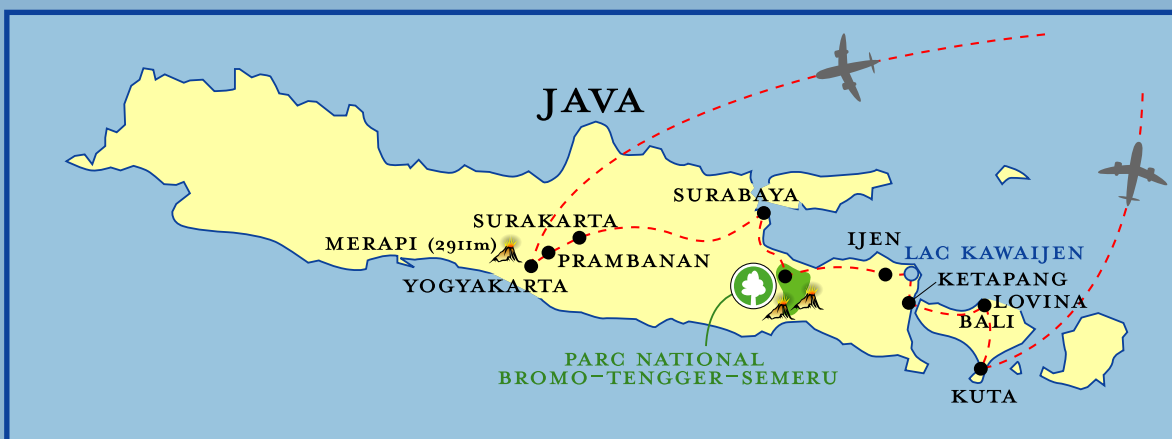 JAVA
SURABAYA
SURAKARTA
IJEN
MERAPI (2911m)
LAC KAWAIJEN
PRAMBANAN
KETAPANG
YOGYAKARTA
LOVINA
BALI
PARC NATIONAL
BROMO-TENGGER-SEMERU
KUTA